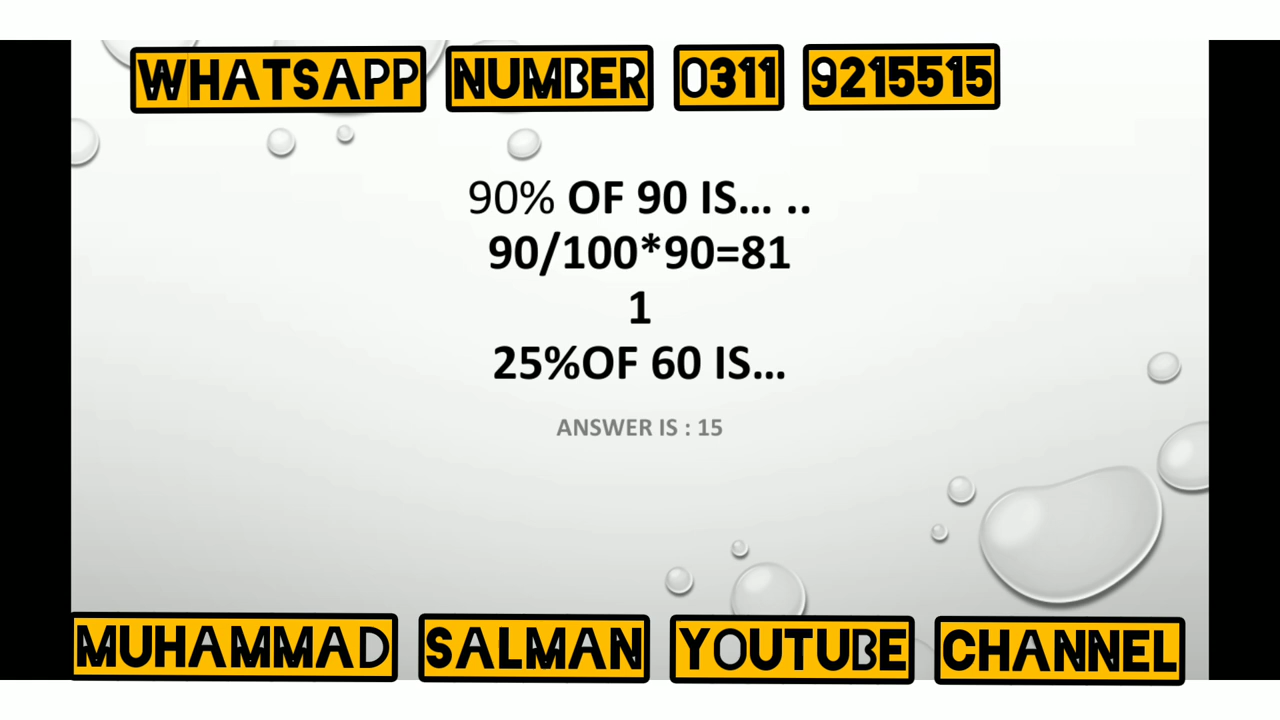 WHATSAPP NUMBER 0311 9215515
90% OF 90 IS... ..
90/100*90=81
1
25%OF 60 IS...
ANSWER IS : 15
MUHAMMAD SALMAN YOUTUBE CHANNEL